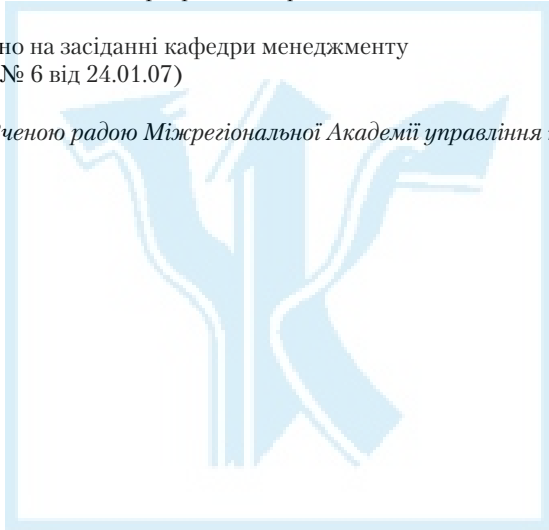 но на засіданні кафедри менеджменту
№ 6 від 24.01.07)
ченою радою Міжрегіональної Академії управління